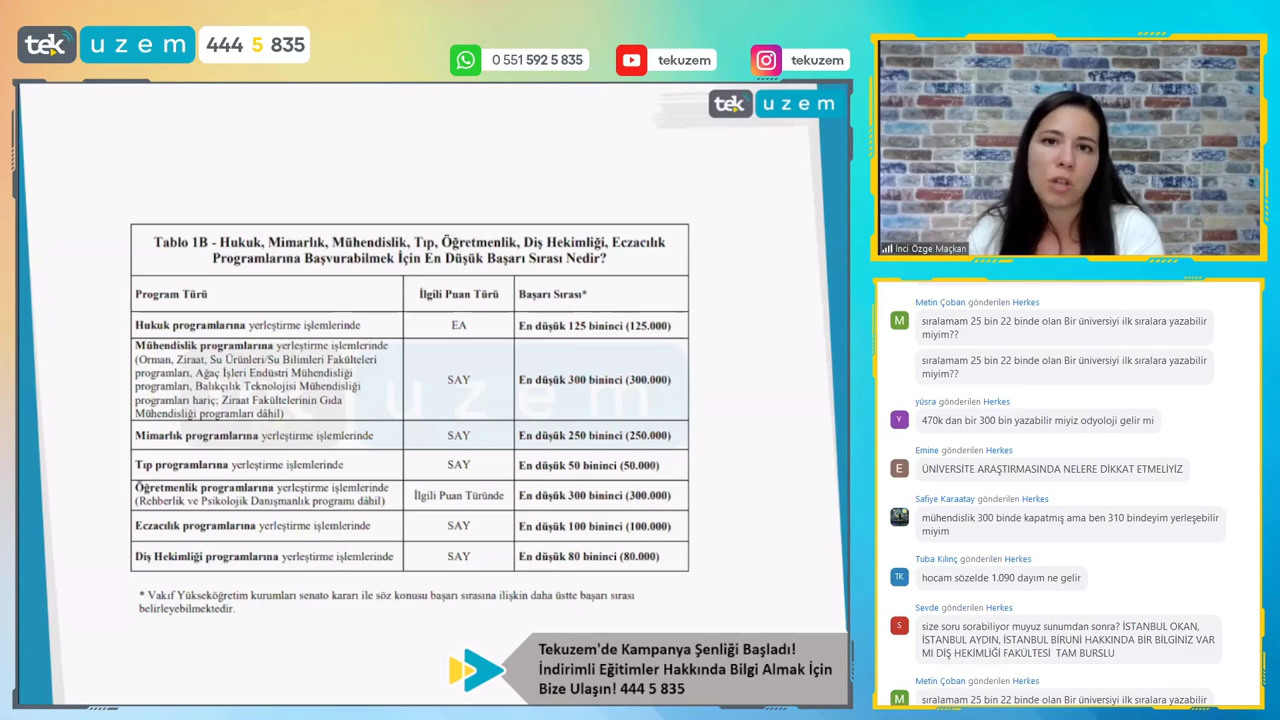 tek uzem 444 5 835
0 551 592 5 835
tekuzem
tekuzem
tek uzem
Tablo 1B - Hukuk, Mimarlık, Mühendislik, Tıp, Öğretmenlik, Diş Hekimliği, Eczacılık
Programlarına Başvurabilmek İçin En Düşük Başarı Sırası Nedir?
Program Türü İlgili Puan Türü Başarı Sırası*
Hukuk programlarına yerleştirme işlemlerinde EA En düşük 125 bininci (125.000)
Mühendislik programlarına yerleştirme işlemlerinde
(Orman, Ziraat, Su Ürünleri/Su Bilimleri Fakülteleri
programları, Ağaç İşleri Endüstri Mühendisliği
programları, Balıkçılık Teknolojisi Mühendisliği
programları hariç; Ziraat Fakültelerinin Gıda
Mühendisliği programları dâhil)
SAY En düşük 300 bininci (300.000)
Mimarlık programlarına yerleştirme işlemlerinde SAY En düşük 250 bininci (250.000)
Tıp programlarına yerleştirme işlemlerinde SAY En düşük 50 bininci (50.000)
Öğretmenlik programlarına yerleştirme işlemlerinde
(Rehberlik ve Psikolojik Danışmanlık programı dâhil)
İlgili Puan Türünde En düşük 300 bininci (300.000)
Eczacılık programlarına yerleştirme işlemlerinde SAY En düşük 100 bininci (100.000)
Diş Hekimliği programlarına yerleştirme işlemlerinde SAY En düşük 80 bininci (80.000)
* Vakıf Yükseköğretim kurumları senato kararı ile söz konusu başarı sırasına ilişkin daha üstte başarı sırası
belirleyebilmektedir.
uzem
Tekuzem'de Kampanya Şenliği Başladı!
İndirimli Eğitimler Hakkında Bilgi Almak İçin
Bize Ulaşın! 444 5 835
İnci Özge Maçkan
Metin Çoban gönderilen Herkes
M
sıralamam 25 bin 22 binde olan Bir üniversiyi ilk sıralara yazabilir
miyim??
sıralamam 25 bin 22 binde olan Bir üniversiyi ilk sıralara yazabilir
miyim??
yüsra gönderilen Herkes
Y
470k dan bir 300 bin yazabilir miyiz odyoloji gelir mi
Emine gönderilen Herkes
E
ÜNİVERSİTE ARAŞTIRMASINDA NELERE DİKKAT ETMELİYİZ
Safiye Karaatay gönderilen Herkes
mühendislik 300 binde kapatmış ama ben 310 bindeyim yerleşebilir
miyim
Tuba Kılınç gönderilen Herkes
TK
hocam sözelde 1.090 dayım ne gelir
Sevde gönderilen Herkes
S
size soru sorabiliyor muyuz sunumdan sonra? İSTANBUL OKAN,
İSTANBUL AYDIN, İSTANBUL BİRUNİ HAKKINDA BİR BİLGİNİZ VAR
MI DİŞ HEKİMLİĞİ FAKÜLTESİ TAM BURSLU
Metin Çoban gönderilen Herkes
M
sıralamam 25 bin 22 binde olan Bir üniversiyi ilk sıralara yazabilir